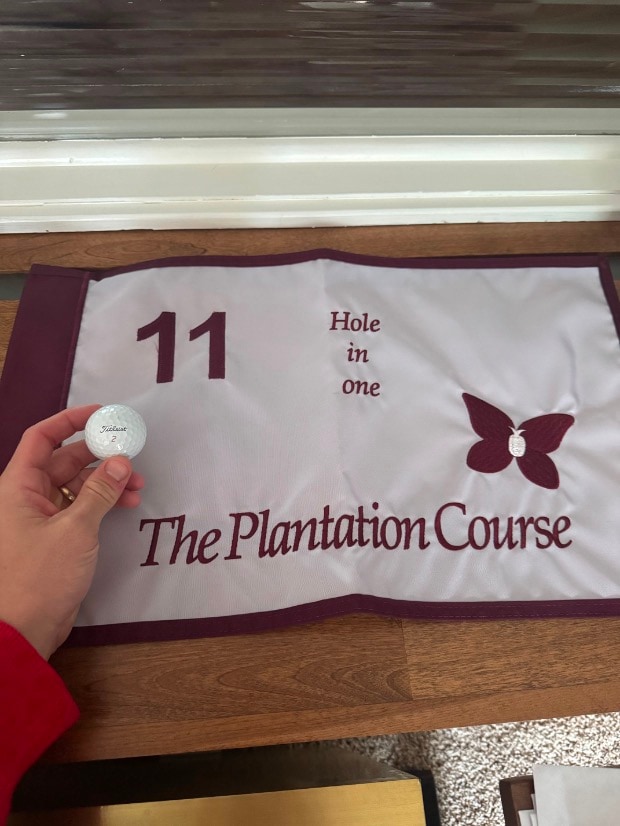 11
Hole
in
one
Titleist
2
The Plantation Course